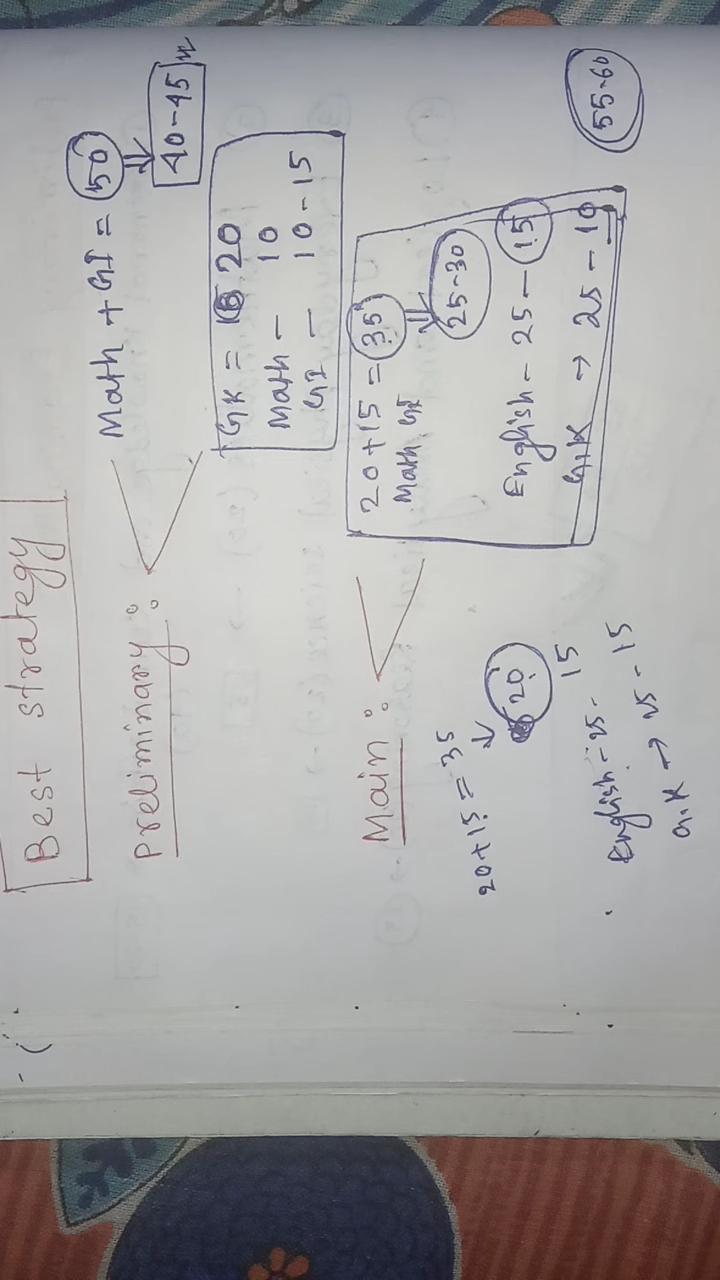 Best strategy
Preliminary :
Math + GI = 50
40-45
GK = 20
Math - 10
GI - 10-15
Main :
20+15 = 35
Math GI
25-30
English - 25 - 15
G.K → 25 - 10
55-60
20+15 = 35
20
English - 25 - 15
G.K → 25 - 15